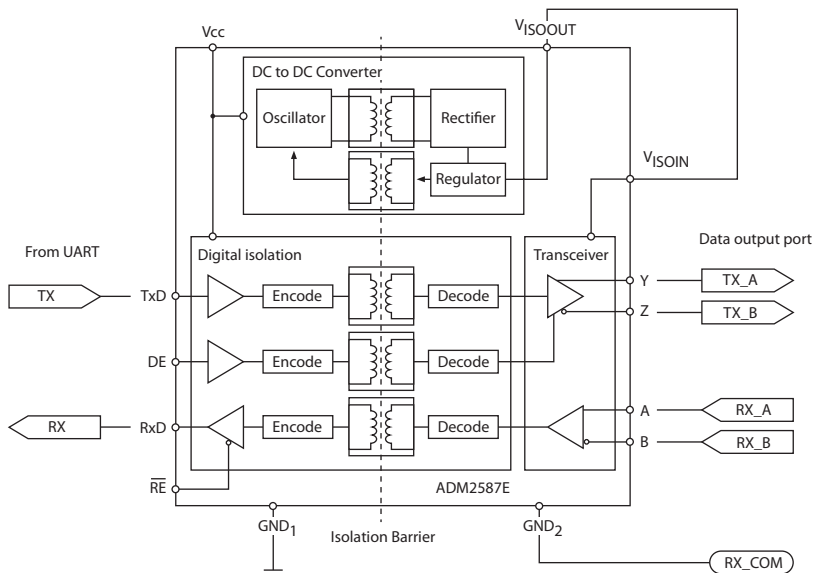 Vcc
VISOOUT
DC to DC Converter
Oscillator
Rectifier
Regulator
VISOIN
From UART
Digital isolation
Transceiver
Data output port
TX
TxD
Encode
Decode
Y
TX_A
Z
TX_B
DE
Encode
Decode
RX
RxD
Encode
Decode
A
RX_A
B
RX_B
RE
ADM2587E
GND1
Isolation Barrier
GND2
RX_COM